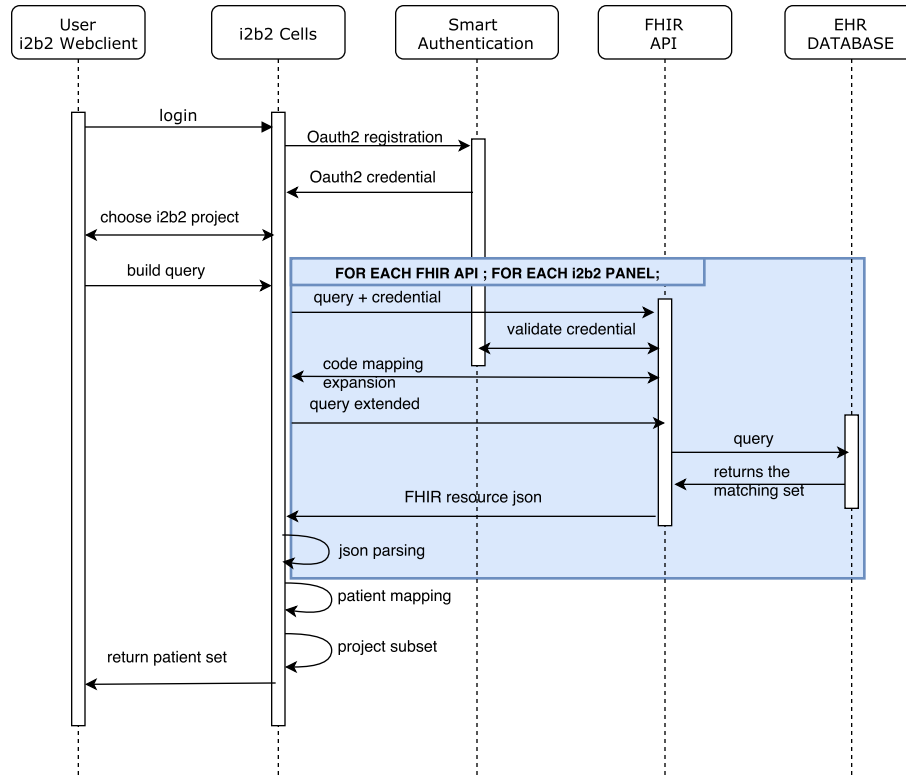 User
i2b2 Webclient
i2b2 Cells
Smart
Authentication
FHIR
API
EHR
DATABASE
login
Oauth2 registration
Oauth2 credential
choose i2b2 project
build query
FOR EACH FHIR API ; FOR EACH i2b2 PANEL;
query + credential
validate credential
code mapping
expansion
query extended
query
returns the
matching set
FHIR resource json
json parsing
patient mapping
project subset
return patient set